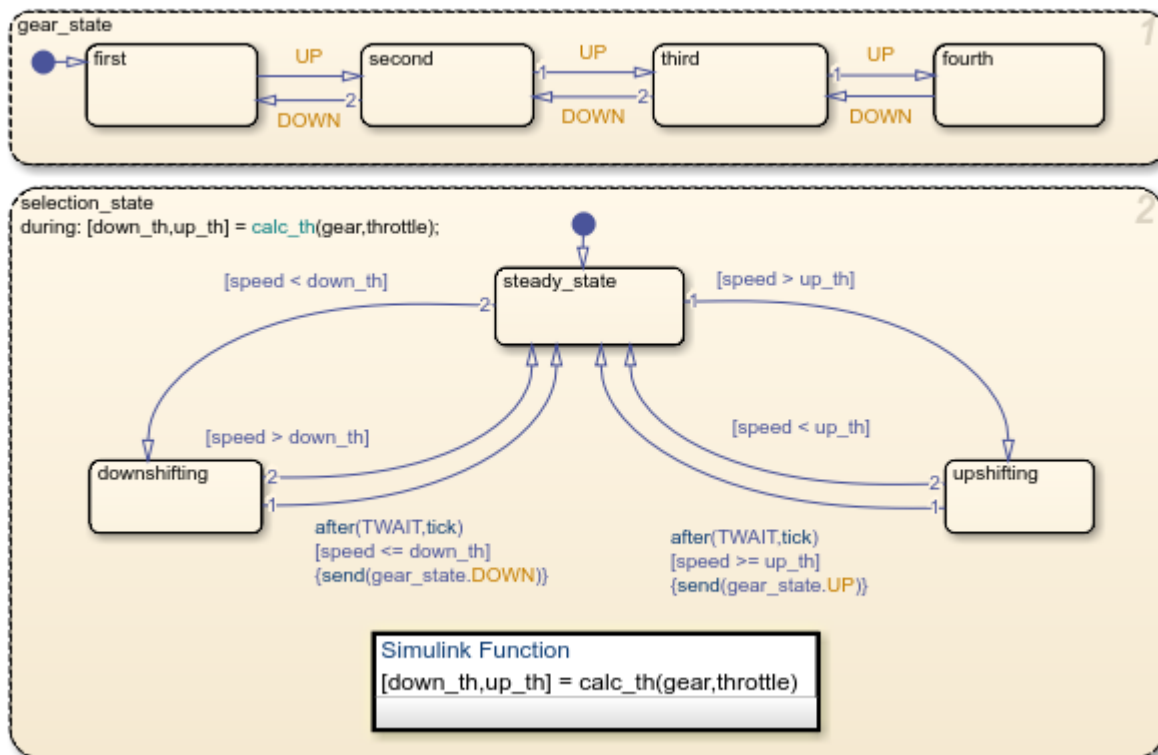 gear_state
1
first
UP
second
1
UP
third
1
UP
fourth
2
DOWN
2
DOWN
DOWN
selection_state
2
during: [down_th,up_th] = calc_th(gear,throttle);
[speed < down_th]
2
steady_state
1
[speed > up_th]
[speed > down_th]
[speed < up_th]
downshifting
2
1
2
1
upshifting
after(TWAIT,tick)
[speed <= down_th]
{send(gear_state.DOWN)}
after(TWAIT,tick)
[speed >= up_th]
{send(gear_state.UP)}
Simulink Function
[down_th,up_th] = calc_th(gear,throttle)